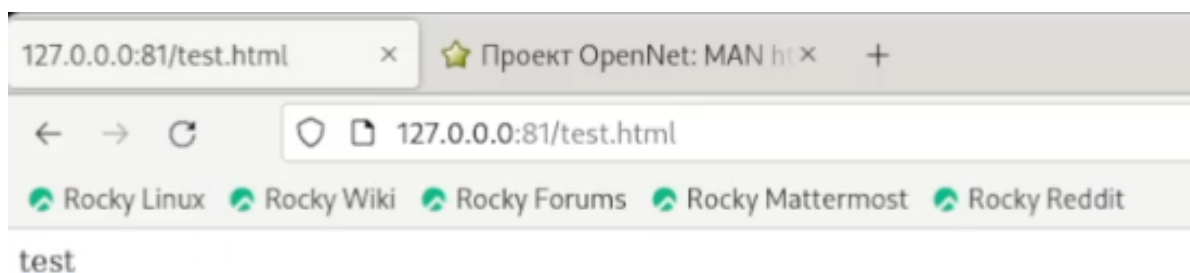 127.0.0.0:81/test.html Проект OpenNet: MAN ht
127.0.0.0:81/test.html
Rocky Linux Rocky Wiki Rocky Forums Rocky Mattermost Rocky Reddit
test